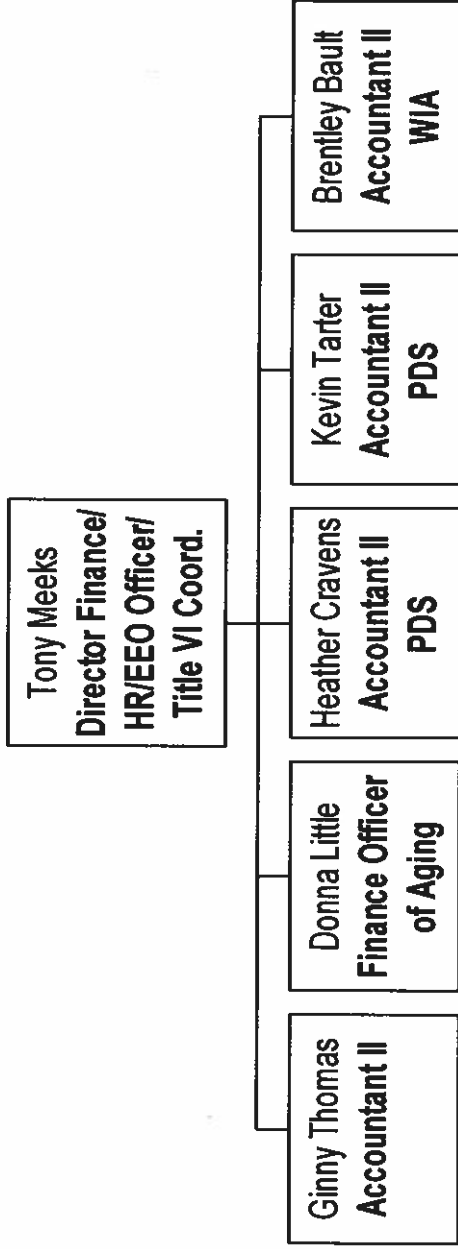 Tony Meeks
Director Finance/
HR/EEO Officer/
Title VI Coord.
Ginny Thomas
Accountant II
Donna Little
Finance Officer
of Aging
Heather Cravens
Accountant II
PDS
Kevin Tarter
Accountant II
PDS
Brentley Bault
Accountant II
WIA